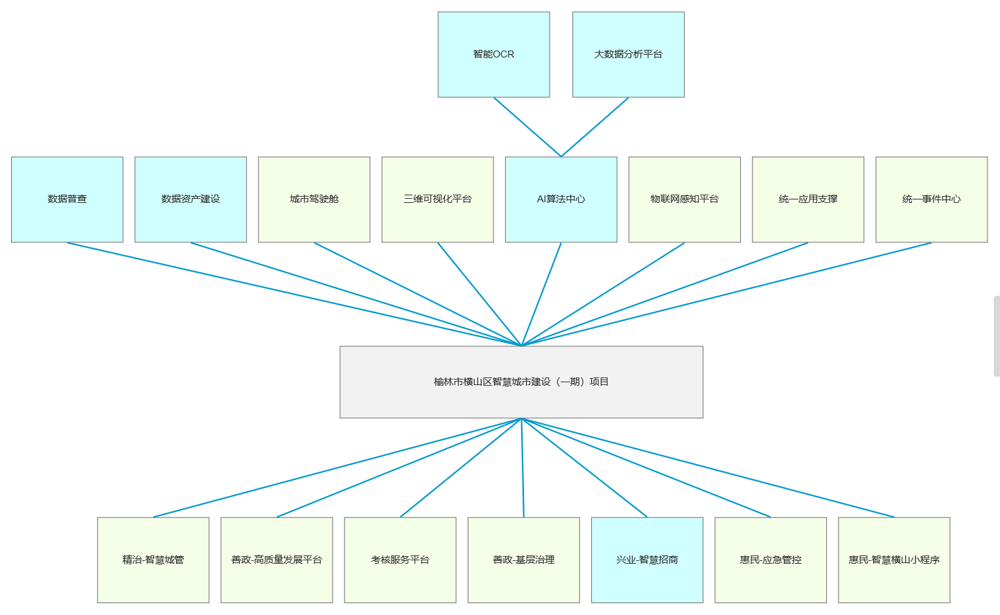 智能OCR
大数据分析平台
数据普查
数据资产建设
城市驾驶舱
三维可视化平台
AI算法中心
物联网感知平台
统一应用支撑
统一事件中心
榆林市横山区智慧城市建设（一期）项目
精治-智慧城管
善政-高质量发展平台
考核服务平台
善政-基层治理
兴业-智慧招商
惠民-应急管控
惠民-智慧横山小程序